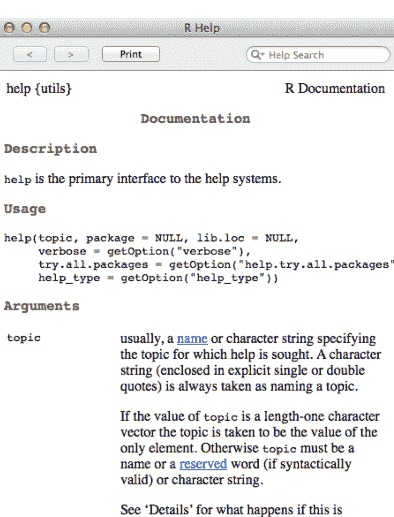 R Help
< > Print Help Search
help {utils} R Documentation
Documentation
Description
help is the primary interface to the help systems.
Usage
help(topic, package = NULL, lib.loc = NULL,
verbose = getOption("verbose"),
try.all.packages = getOption("help.try.all.packages"
help_type = getOption("help_type"))
Arguments
topic usually, a name or character string specifying
the topic for which help is sought. A character
string (enclosed in explicit single or double
quotes) is always taken as naming a topic.
If the value of topic is a length-one character
vector the topic is taken to be the value of the
only element. Otherwise topic must be a
name or a reserved word (if syntactically
valid) or character string.
See ‘Details’ for what happens if this is